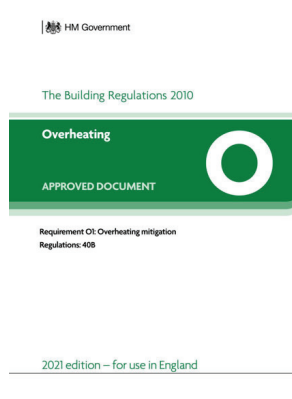 HM Government
The Building Regulations 2010
Overheating
O
APPROVED DOCUMENT
Requirement O1: Overheating mitigation
Regulations: 40B
2021 edition – for use in England